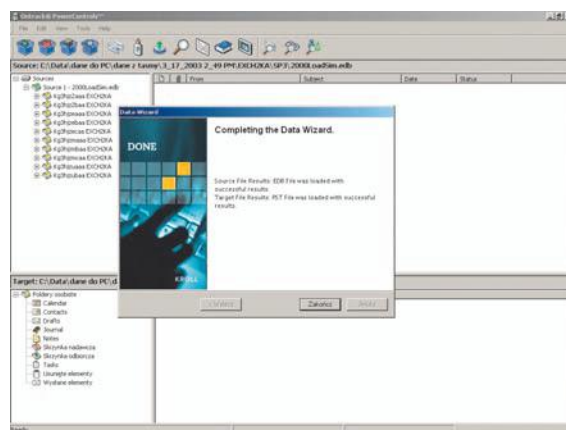 Ontrack® PowerControls™
File Edit View Tools Help
Source: C:\Data\dane do PC\dane z tasmy\3_17_2003 2_49 PM\EXCH2KA\SP3\2000LoadSim.edb
Sources
Source 1 - 2000LoadSim.edb
From Subject Date Status
Data Wizard
DONE
Completing the Data Wizard.
Source File Results: EDB File was loaded with
successful results.
Target File Results: PST File was loaded with successful
results.
KROLL
Zakończ
Target: C:\Data\dane do PC\d
Foldery osobiste
Calendar
Contacts
Drafts
Journal
Notes
Skrzynka nadawcza
Skrzynka odbiorcza
Tasks
Usunięte elementy
Wysłane elementy
Ready